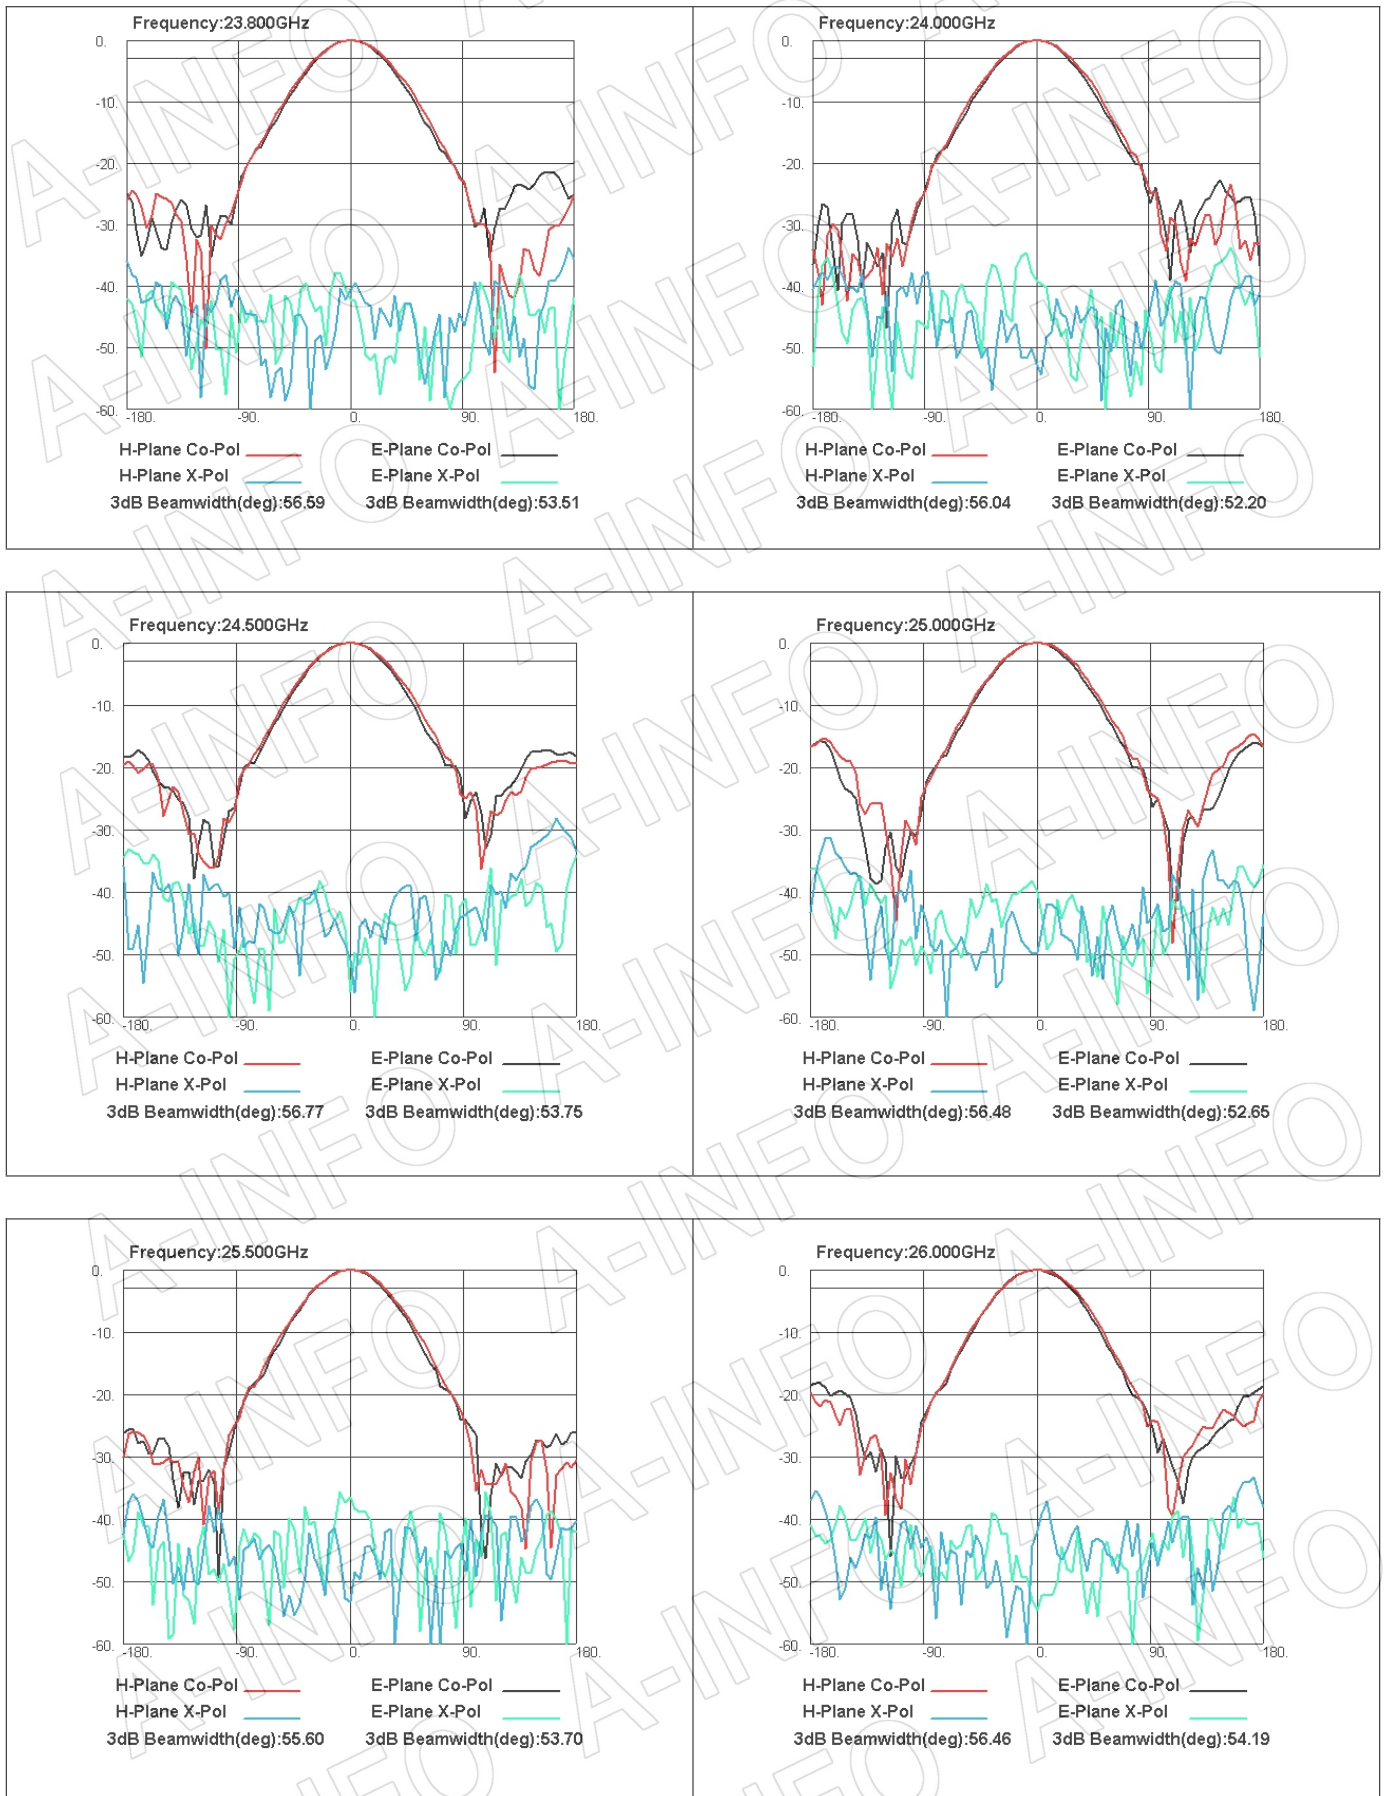 Frequency:23.800GHz
0.
-10.
-20.
-30.
-40.
-50.
-60.
-180. -90. 0. 90. 180.
H-Plane Co-Pol E-Plane Co-Pol
H-Plane X-Pol E-Plane X-Pol
3dB Beamwidth(deg):56.59 3dB Beamwidth(deg):53.51
Frequency:24.000GHz
0.
-10.
-20.
-30.
-40.
-50.
-60.
-180. -90. 0. 90. 180.
H-Plane Co-Pol E-Plane Co-Pol
H-Plane X-Pol E-Plane X-Pol
3dB Beamwidth(deg):56.04 3dB Beamwidth(deg):52.20
Frequency:24.500GHz
0.
-10.
-20.
-30.
-40.
-50.
-60.
-180. -90. 0. 90. 180.
H-Plane Co-Pol E-Plane Co-Pol
H-Plane X-Pol E-Plane X-Pol
3dB Beamwidth(deg):56.77 3dB Beamwidth(deg):53.75
Frequency:25.000GHz
0.
-10.
-20.
-30.
-40.
-50.
-60.
-180. -90. 0. 90. 180.
H-Plane Co-Pol E-Plane Co-Pol
H-Plane X-Pol E-Plane X-Pol
3dB Beamwidth(deg):56.48 3dB Beamwidth(deg):52.65
Frequency:25.500GHz
0.
-10.
-20.
-30.
-40.
-50.
-60.
-180. -90. 0. 90. 180.
H-Plane Co-Pol E-Plane Co-Pol
H-Plane X-Pol E-Plane X-Pol
3dB Beamwidth(deg):55.60 3dB Beamwidth(deg):53.70
Frequency:26.000GHz
0.
-10.
-20.
-30.
-40.
-50.
-60.
-180. -90. 0. 90. 180.
H-Plane Co-Pol E-Plane Co-Pol
H-Plane X-Pol E-Plane X-Pol
3dB Beamwidth(deg):56.46 3dB Beamwidth(deg):54.19
A-INFO